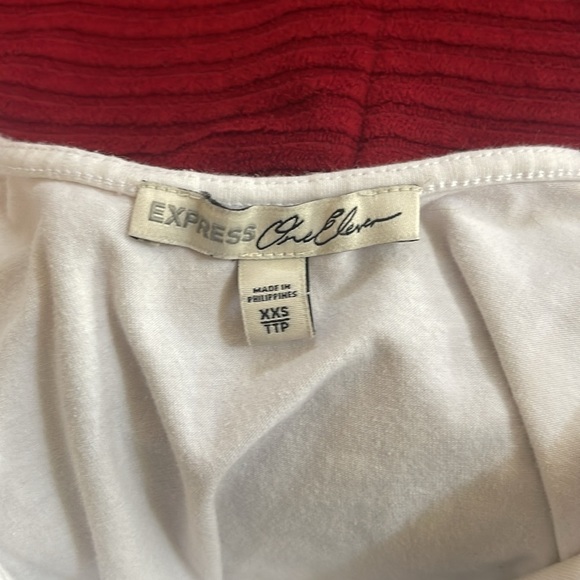 EXPRESS One Eleven
MADE IN
PHILIPPINES
XXS
TTP